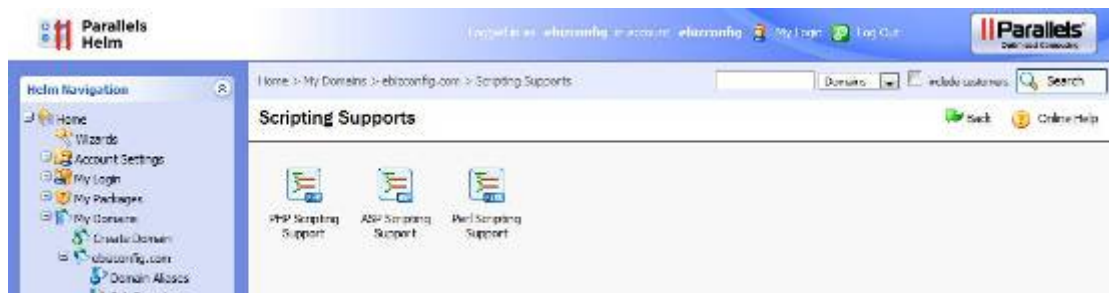 Parallels
Helm
Logged in as ebizconfig in account ebizconfig My Login Log Out
Parallels
Optimized Computing
Helm Navigation
Home > My Domains > ebizconfig.com > Scripting Supports
Domains include customers Search
Scripting Supports
Back Online Help
Home
Wizards
Account Settings
My Login
My Packages
My Domains
Create Domain
ebizconfig.com
Domain Aliases
PHP Scripting
Support
ASP Scripting
Support
Perl Scripting
Support